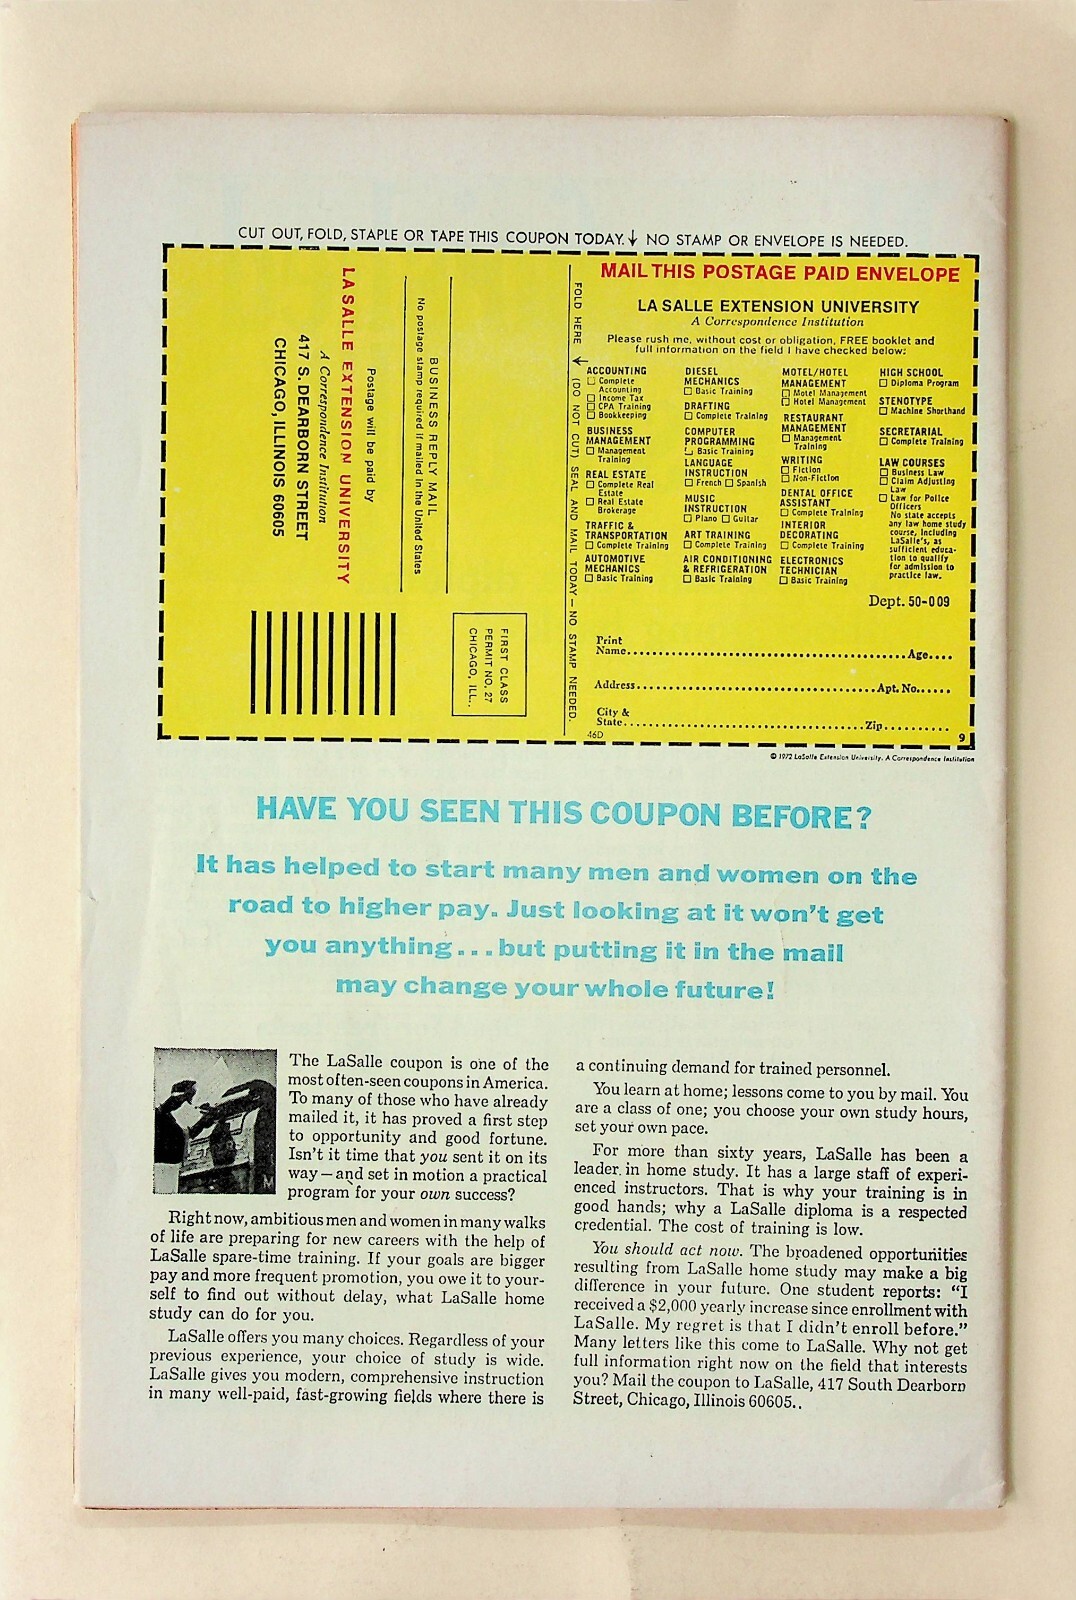 CUT OUT, FOLD, STAPLE OR TAPE THIS COUPON TODAY.↓ NO STAMP OR ENVELOPE IS NEEDED.
LA SALLE EXTENSION UNIVERSITY
A Correspondence Institution
417 S. DEARBORN STREET
CHICAGO, ILLINOIS 60605
Postage will be paid by
BUSINESS REPLY MAIL
No postage stamp required if mailed in the United States
FIRST CLASS
PERMIT NO. 27
CHICAGO, ILL.
FOLD HERE ↓ (DO NOT CUT) SEAL AND MAIL TODAY – NO STAMP NEEDED.
MAIL THIS POSTAGE PAID ENVELOPE
LA SALLE EXTENSION UNIVERSITY
A Correspondence Institution
Please rush me, without cost or obligation, FREE booklet and
full information on the field I have checked below:
ACCOUNTING
☐ Complete
Accounting
☐ Income Tax
☐ CPA Training
☐ Bookkeeping
BUSINESS
MANAGEMENT
☐ Management
Training
REAL ESTATE
☐ Complete Real
Estate
☐ Real Estate
Brokerage
TRAFFIC &
TRANSPORTATION
☐ Complete Training
AUTOMOTIVE
MECHANICS
☐ Basic Training
DIESEL
MECHANICS
☐ Basic Training
DRAFTING
☐ Complete Training
COMPUTER
PROGRAMMING
☐ Basic Training
LANGUAGE
INSTRUCTION
☐ French ☐ Spanish
MUSIC
INSTRUCTION
☐ Piano ☐ Guitar
ART TRAINING
☐ Complete Training
AIR CONDITIONING
& REFRIGERATION
☐ Basic Training
MOTEL/HOTEL
MANAGEMENT
☐ Motel Management
☐ Hotel Management
RESTAURANT
MANAGEMENT
☐ Management
Training
WRITING
☐ Fiction
☐ Non-Fiction
DENTAL OFFICE
ASSISTANT
☐ Complete Training
INTERIOR
DECORATING
☐ Complete Training
ELECTRONICS
TECHNICIAN
☐ Basic Training
HIGH SCHOOL
☐ Diploma Program
STENOTYPE
☐ Machine Shorthand
SECRETARIAL
☐ Complete Training
LAW COURSES
☐ Business Law
☐ Claim Adjusting
Law
☐ Law for Police
Officers
No state accepts
any law home study
course, including
LaSalle's, as
sufficient educa-
tion to qualify
for admission to
practice law.
Dept. 50-009
Print
Name........Age....
Address........Apt. No......
City &
State........Zip..........
46D 9
© 1972 LaSalle Extension University, A Correspondence Institution
HAVE YOU SEEN THIS COUPON BEFORE?
It has helped to start many men and women on the
road to higher pay. Just looking at it won't get
you anything...but putting it in the mail
may change your whole future!
The LaSalle coupon is one of the
most often-seen coupons in America.
To many of those who have already
mailed it, it has proved a first step
to opportunity and good fortune.
Isn't it time that you sent it on its
way—and set in motion a practical
program for your own success?
Right now, ambitious men and women in many walks
of life are preparing for new careers with the help of
LaSalle spare-time training. If your goals are bigger
pay and more frequent promotion, you owe it to your-
self to find out without delay, what LaSalle home
study can do for you.
LaSalle offers you many choices. Regardless of your
previous experience, your choice of study is wide.
LaSalle gives you modern, comprehensive instruction
in many well-paid, fast-growing fields where there is
a continuing demand for trained personnel.
You learn at home; lessons come to you by mail. You
are a class of one; you choose your own study hours,
set your own pace.
For more than sixty years, LaSalle has been a
leader in home study. It has a large staff of experi-
enced instructors. That is why your training is in
good hands; why a LaSalle diploma is a respected
credential. The cost of training is low.
You should act now. The broadened opportunities
resulting from LaSalle home study may make a big
difference in your future. One student reports: “I
received a $2,000 yearly increase since enrollment with
LaSalle. My regret is that I didn't enroll before.”
Many letters like this come to LaSalle. Why not get
full information right now on the field that interests
you? Mail the coupon to LaSalle, 417 South Dearborn
Street, Chicago, Illinois 60605..